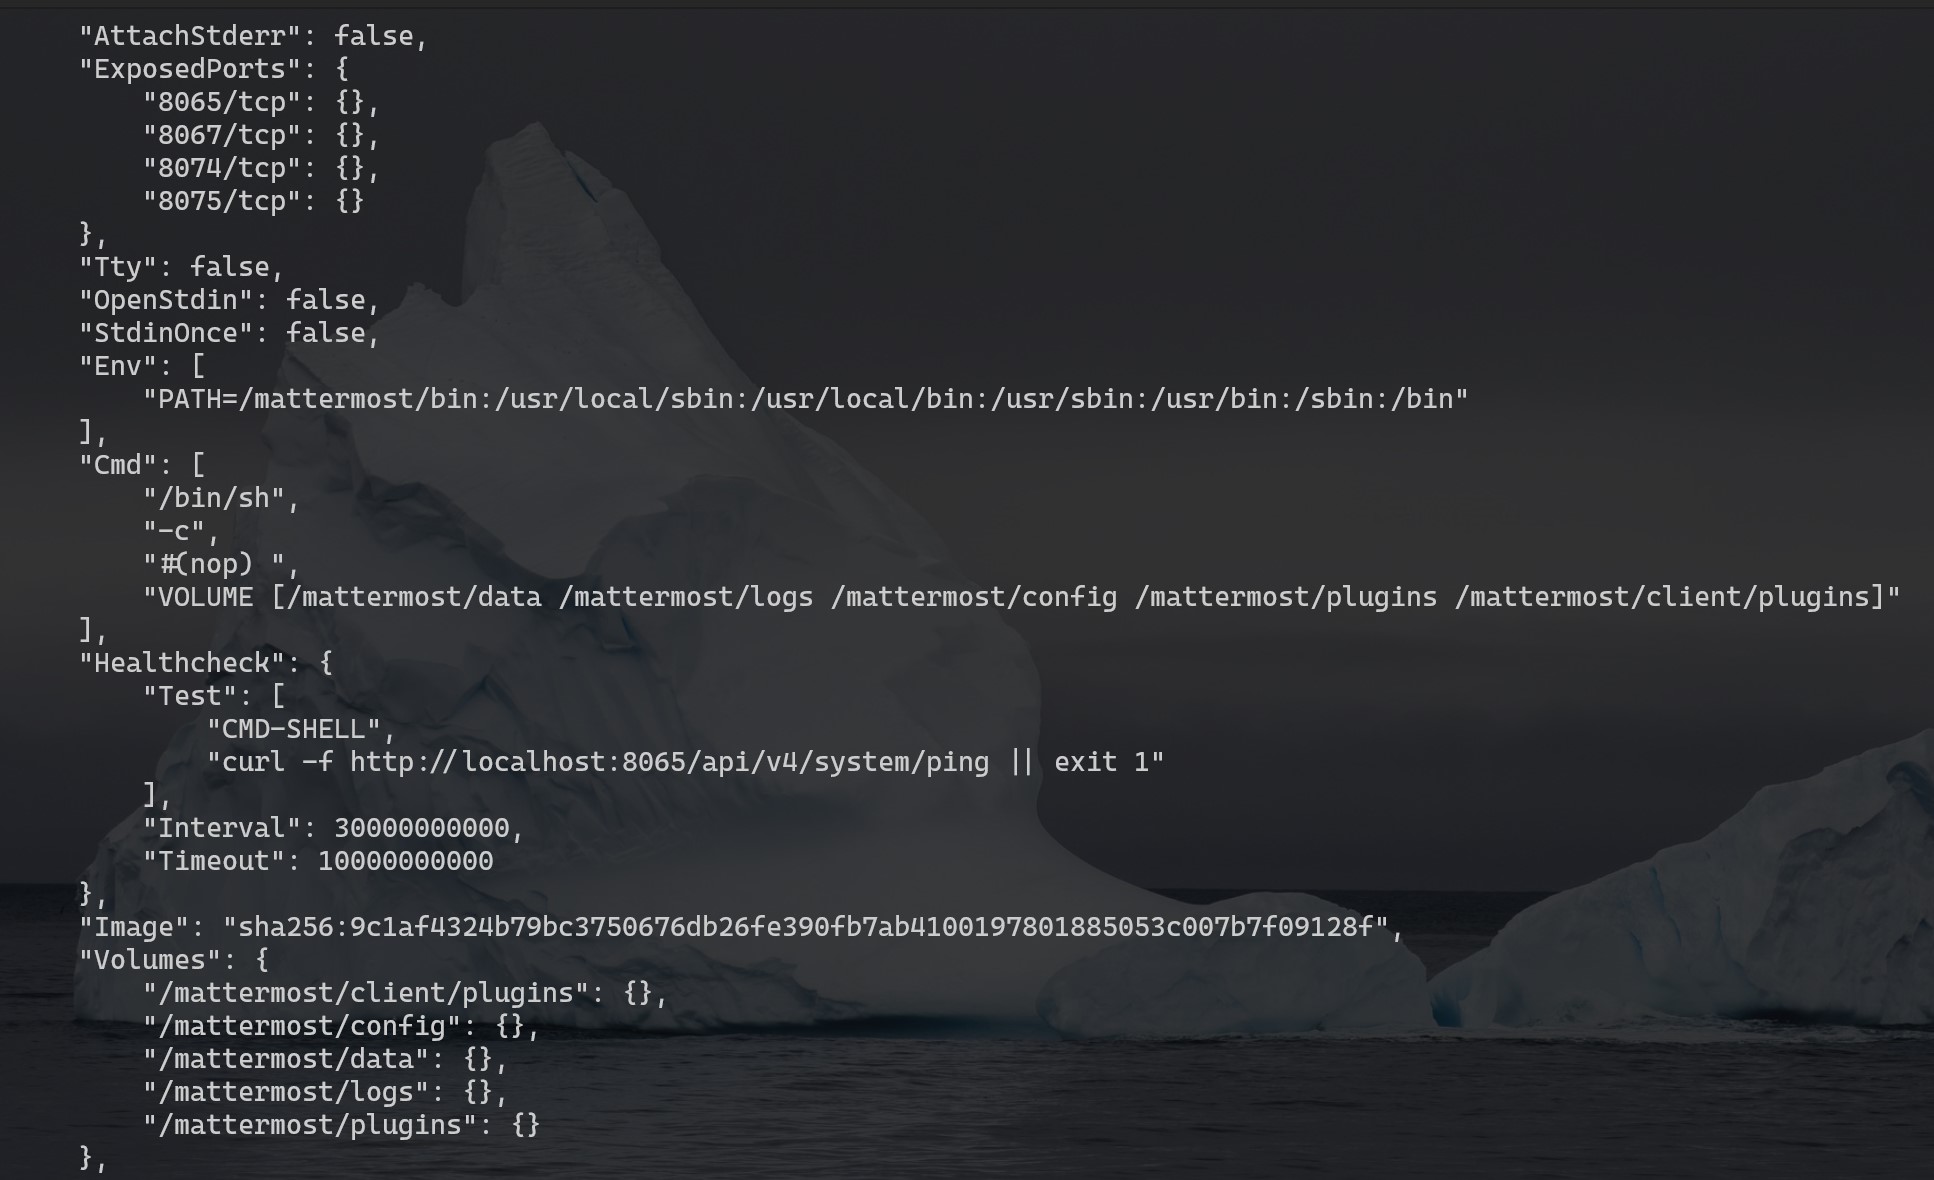 "AttachStderr": false,
"ExposedPorts": {
"8065/tcp": {},
"8067/tcp": {},
"8074/tcp": {},
"8075/tcp": {}
},
"Tty": false,
"OpenStdin": false,
"StdinOnce": false,
"Env": [
"PATH=/mattermost/bin:/usr/local/sbin:/usr/local/bin:/usr/sbin:/usr/bin:/sbin:/bin"
],
"Cmd": [
"/bin/sh",
"-c",
"#(nop) ",
"VOLUME [/mattermost/data /mattermost/logs /mattermost/config /mattermost/plugins /mattermost/client/plugins]"
],
"Healthcheck": {
"Test": [
"CMD-SHELL",
"curl -f http://localhost:8065/api/v4/system/ping || exit 1"
],
"Interval": 30000000000,
"Timeout": 10000000000
},
"Image": "sha256:9c1af4324b79bc3750676db26fe390fb7ab4100197801885053c007b7f09128f",
"Volumes": {
"/mattermost/client/plugins": {},
"/mattermost/config": {},
"/mattermost/data": {},
"/mattermost/logs": {},
"/mattermost/plugins": {}
},